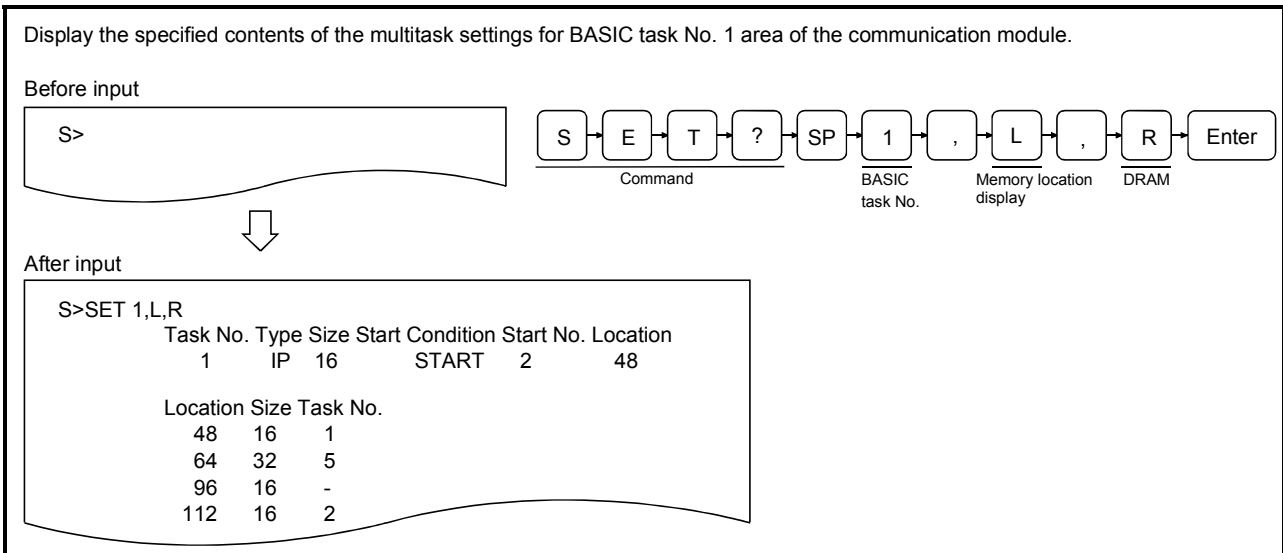 Display the specified contents of the multitask settings for BASIC task No. 1 area of the communication module.
Before input
S>
S E T ? SP 1 , L , R Enter
Command
BASIC task No.
Memory location display
DRAM
After input
S>SET 1,L,R
Task No. Type Size Start Condition Start No. Location
1 IP 16 START 2 48
Location Size Task No.
48 16 1
64 32 5
96 16 -
112 16 2